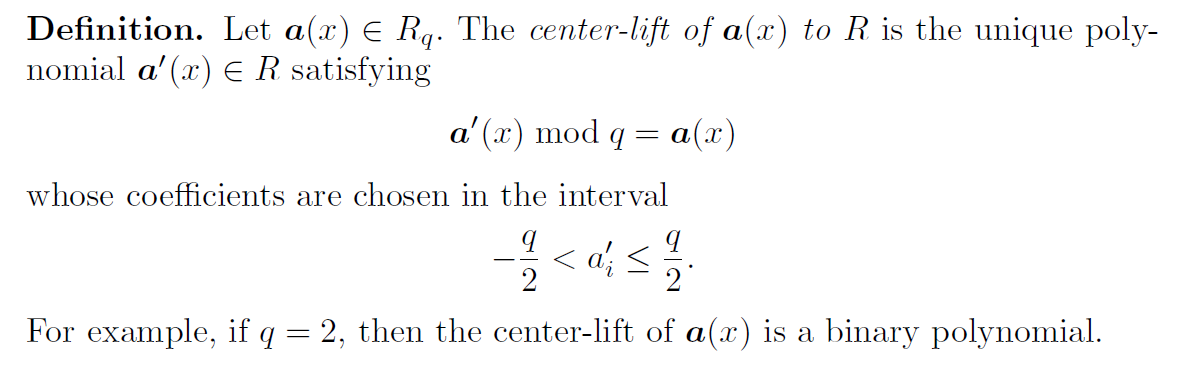 Definition. Let a(x) ∈ R_q. The center-lift of a(x) to R is the unique poly-
nomial a′(x) ∈ R satisfying
a′(x) mod q = a(x)
whose coefficients are chosen in the interval
−q/2 < a′_i ≤ q/2.
For example, if q = 2, then the center-lift of a(x) is a binary polynomial.